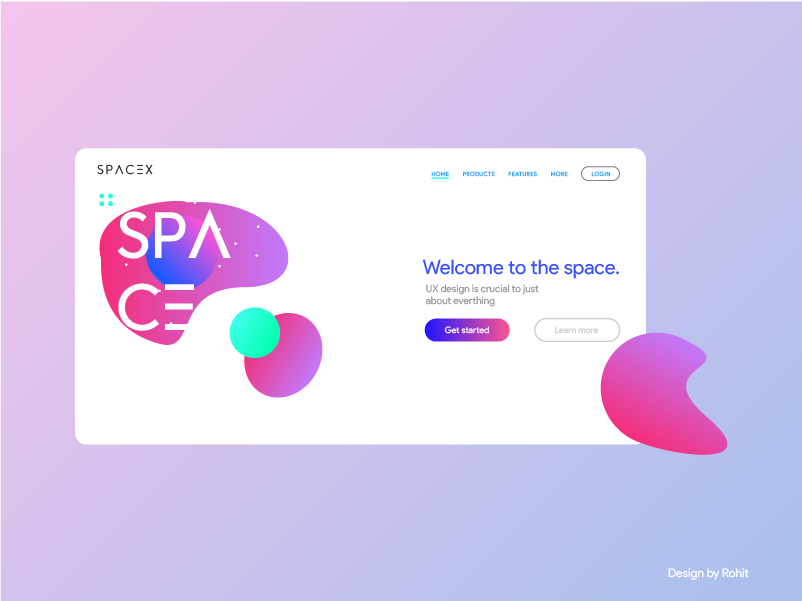 SPACEX
HOME PRODUCTS FEATURES MORE LOGIN
SPA
CE
Welcome to the space.
UX design is crucial to just
about everthing
Get started Learn more
Design by Rohit